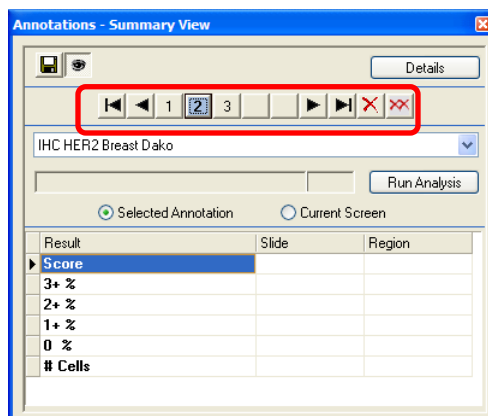 Annotations - Summary View
Details
1 2 3
IHC HER2 Breast Dako
Run Analysis
Selected Annotation Current Screen
Result Slide Region
Score
3+ %
2+ %
1+ %
0 %
# Cells